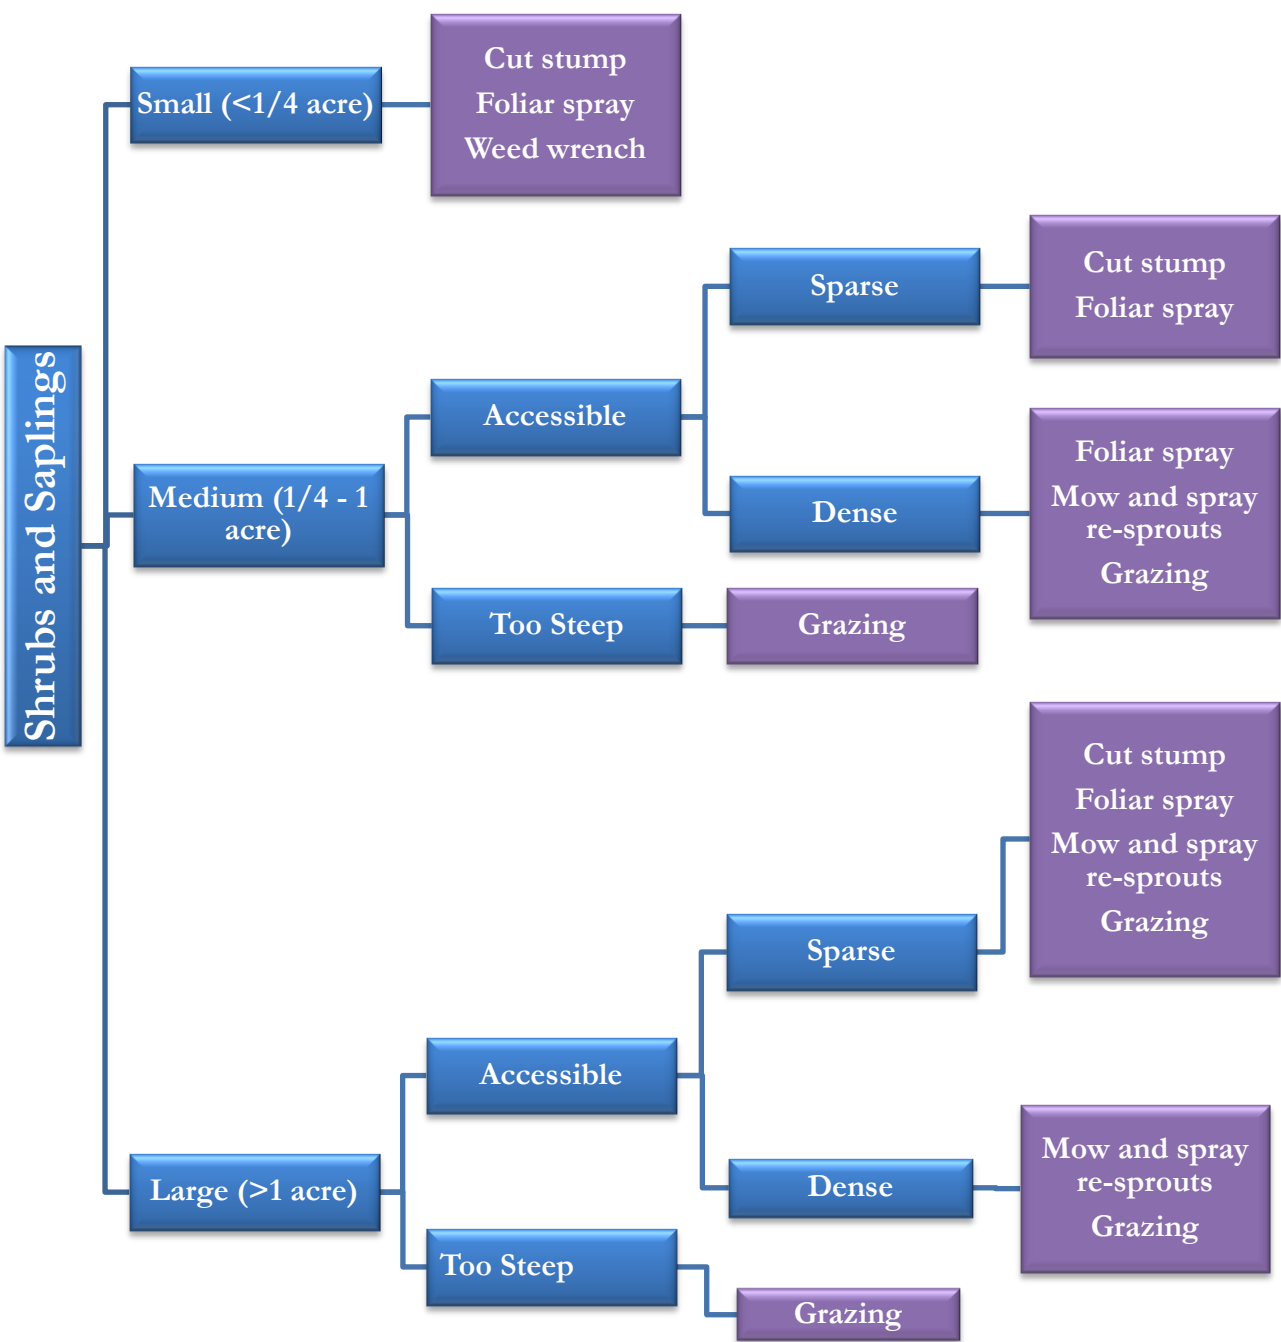 Shrubs and Saplings
Small (<1/4 acre)
Cut stump
Foliar spray
Weed wrench
Medium (1/4 - 1
acre)
Accessible
Sparse
Cut stump
Foliar spray
Dense
Foliar spray
Mow and spray
re-sprouts
Grazing
Too Steep
Grazing
Large (>1 acre)
Accessible
Sparse
Cut stump
Foliar spray
Mow and spray
re-sprouts
Grazing
Dense
Mow and spray
re-sprouts
Grazing
Too Steep
Grazing